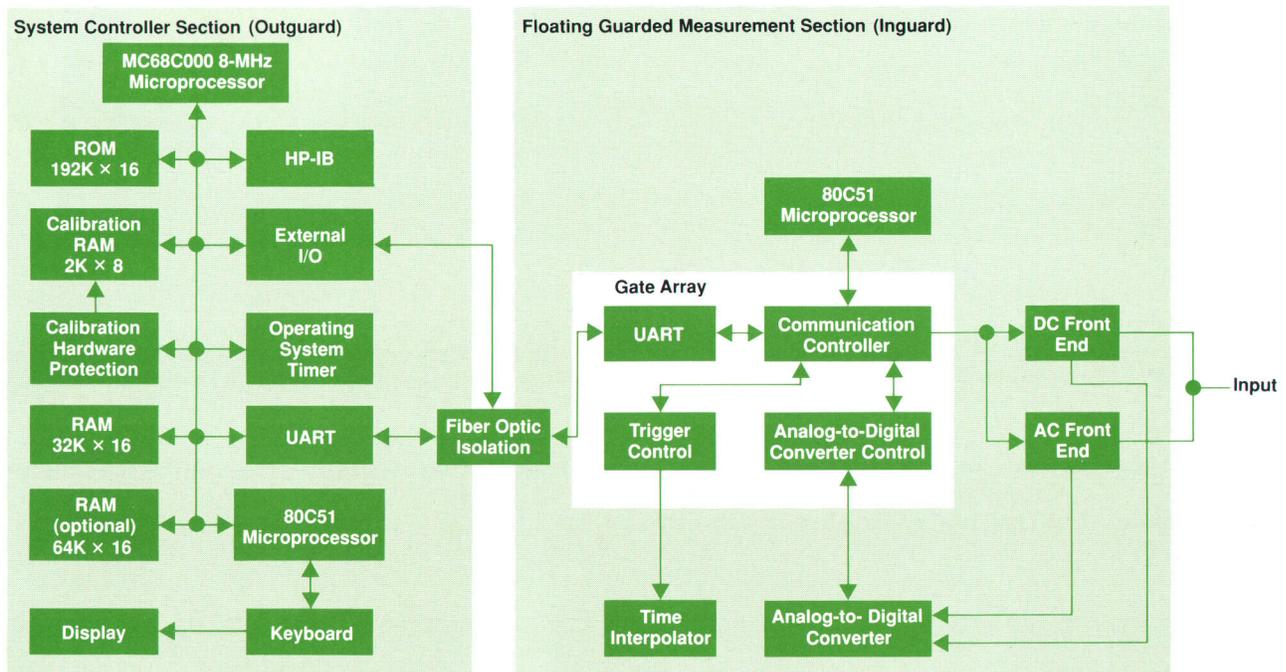 System Controller Section (Outguard)
MC68C000 8-MHz
Microprocessor
ROM
192K × 16
HP-IB
Calibration
RAM
2K × 8
External
I/O
Calibration
Hardware
Protection
Operating
System
Timer
RAM
32K × 16
UART
Fiber Optic
Isolation
RAM
(optional)
64K × 16
80C51
Microprocessor
Display
Keyboard
Floating Guarded Measurement Section (Inguard)
80C51
Microprocessor
Gate Array
UART
Communication
Controller
DC Front
End
Input
Trigger
Control
Analog-to-Digital
Converter Control
AC Front
End
Time
Interpolator
Analog-to- Digital
Converter